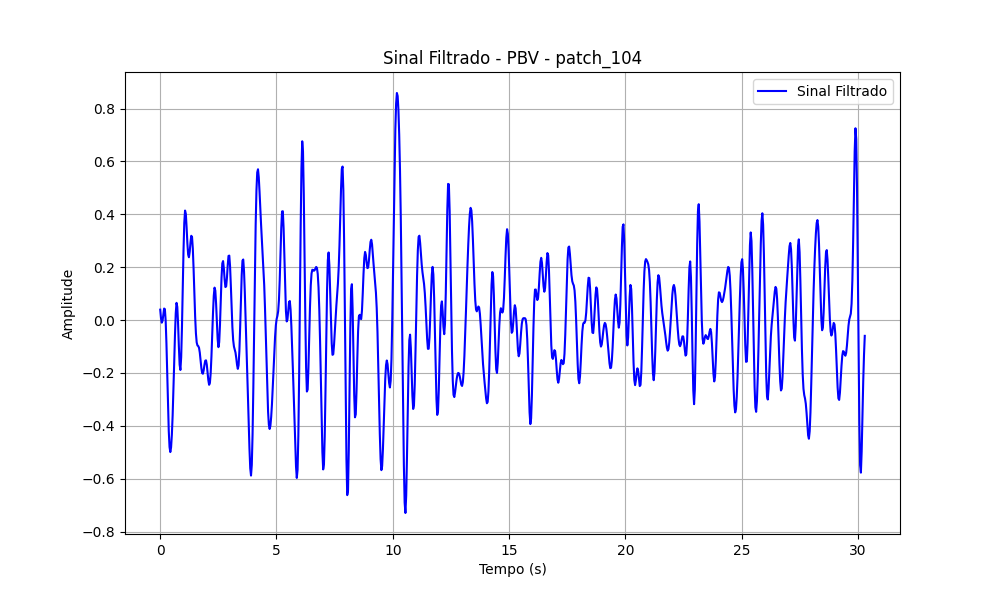 Sinal Filtrado - PBV - patch_104
Sinal Filtrado
Amplitude
0.8
0.6
0.4
0.2
0.0
−0.2
−0.4
−0.6
−0.8
0 5 10 15 20 25 30
Tempo (s)